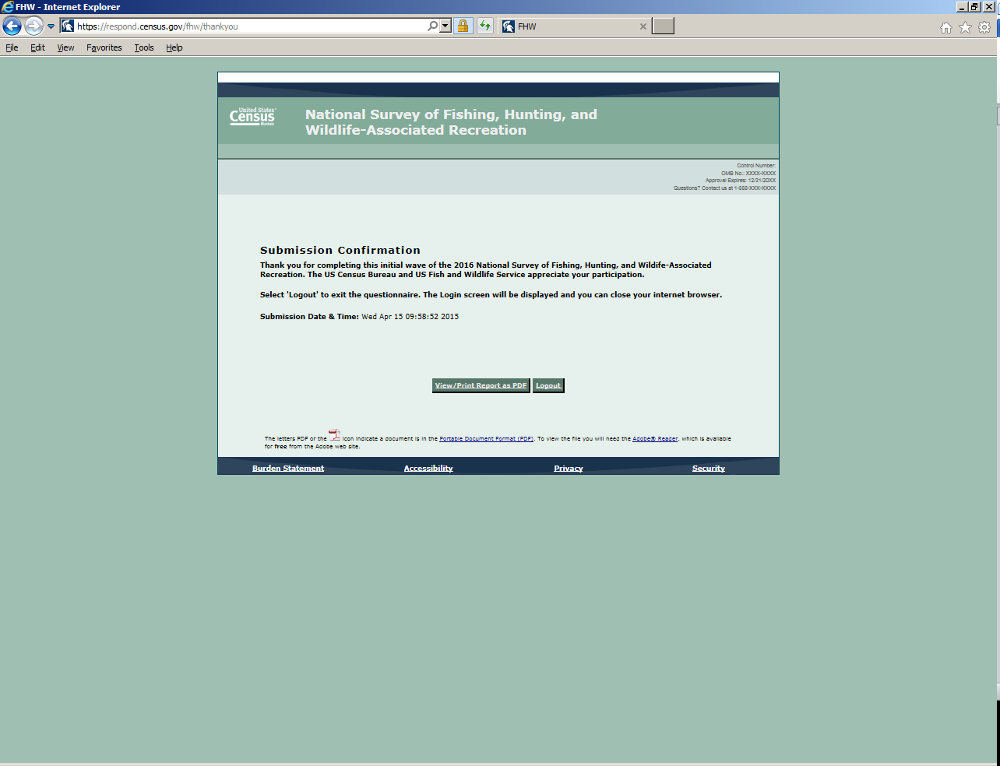 FHW - Internet Explorer
https://respond.census.gov/fhw/thankyou
FHW
File Edit View Favorites Tools Help
United States™
Census
Bureau
National Survey of Fishing, Hunting, and
Wildlife-Associated Recreation
Control Number:
OMB No.: XXXX-XXXX
Approval Expires: 12/31/20XX
Questions? Contact us at 1-888-XXX-XXXX
Submission Confirmation
Thank you for completing this initial wave of the 2016 National Survey of Fishing, Hunting, and Wildife-Associated
Recreation. The US Census Bureau and US Fish and Wildlife Service appreciate your participation.
Select 'Logout' to exit the questionnaire. The Login screen will be displayed and you can close your internet browser.
Submission Date & Time: Wed Apr 15 09:58:52 2015
View/Print Report as PDF Logout
The letters PDF or the icon indicate a document is in the Portable Document Format (PDF). To view the file you will need the Adobe® Reader, which is available
for free from the Adobe web site.
Burden Statement Accessibility Privacy Security